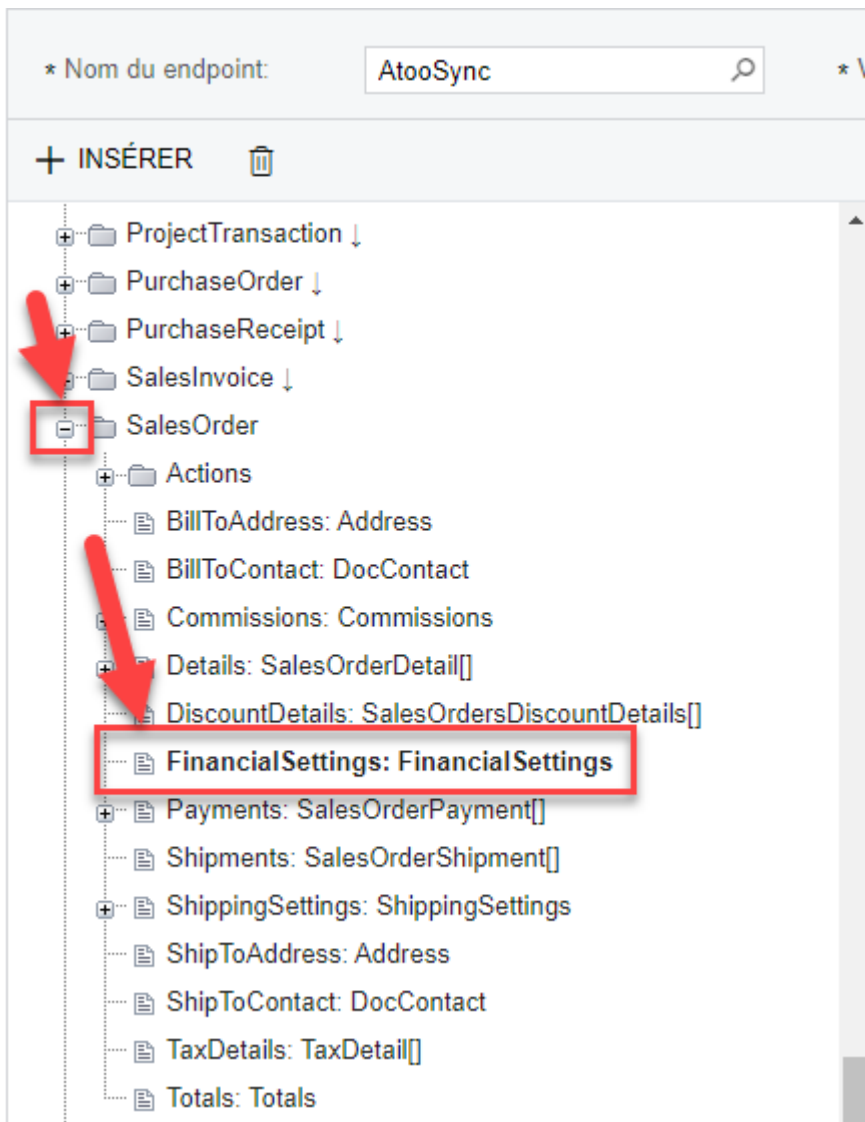 * Nom du endpoint: AtooSync * V
+ INSÉRER
ProjectTransaction ↓
PurchaseOrder ↓
PurchaseReceipt ↓
SalesInvoice ↓
SalesOrder
Actions
BillToAddress: Address
BillToContact: DocContact
Commissions: Commissions
Details: SalesOrderDetail[]
DiscountDetails: SalesOrdersDiscountDetails[]
FinancialSettings: FinancialSettings
Payments: SalesOrderPayment[]
Shipments: SalesOrderShipment[]
ShippingSettings: ShippingSettings
ShipToAddress: Address
ShipToContact: DocContact
TaxDetails: TaxDetail[]
Totals: Totals